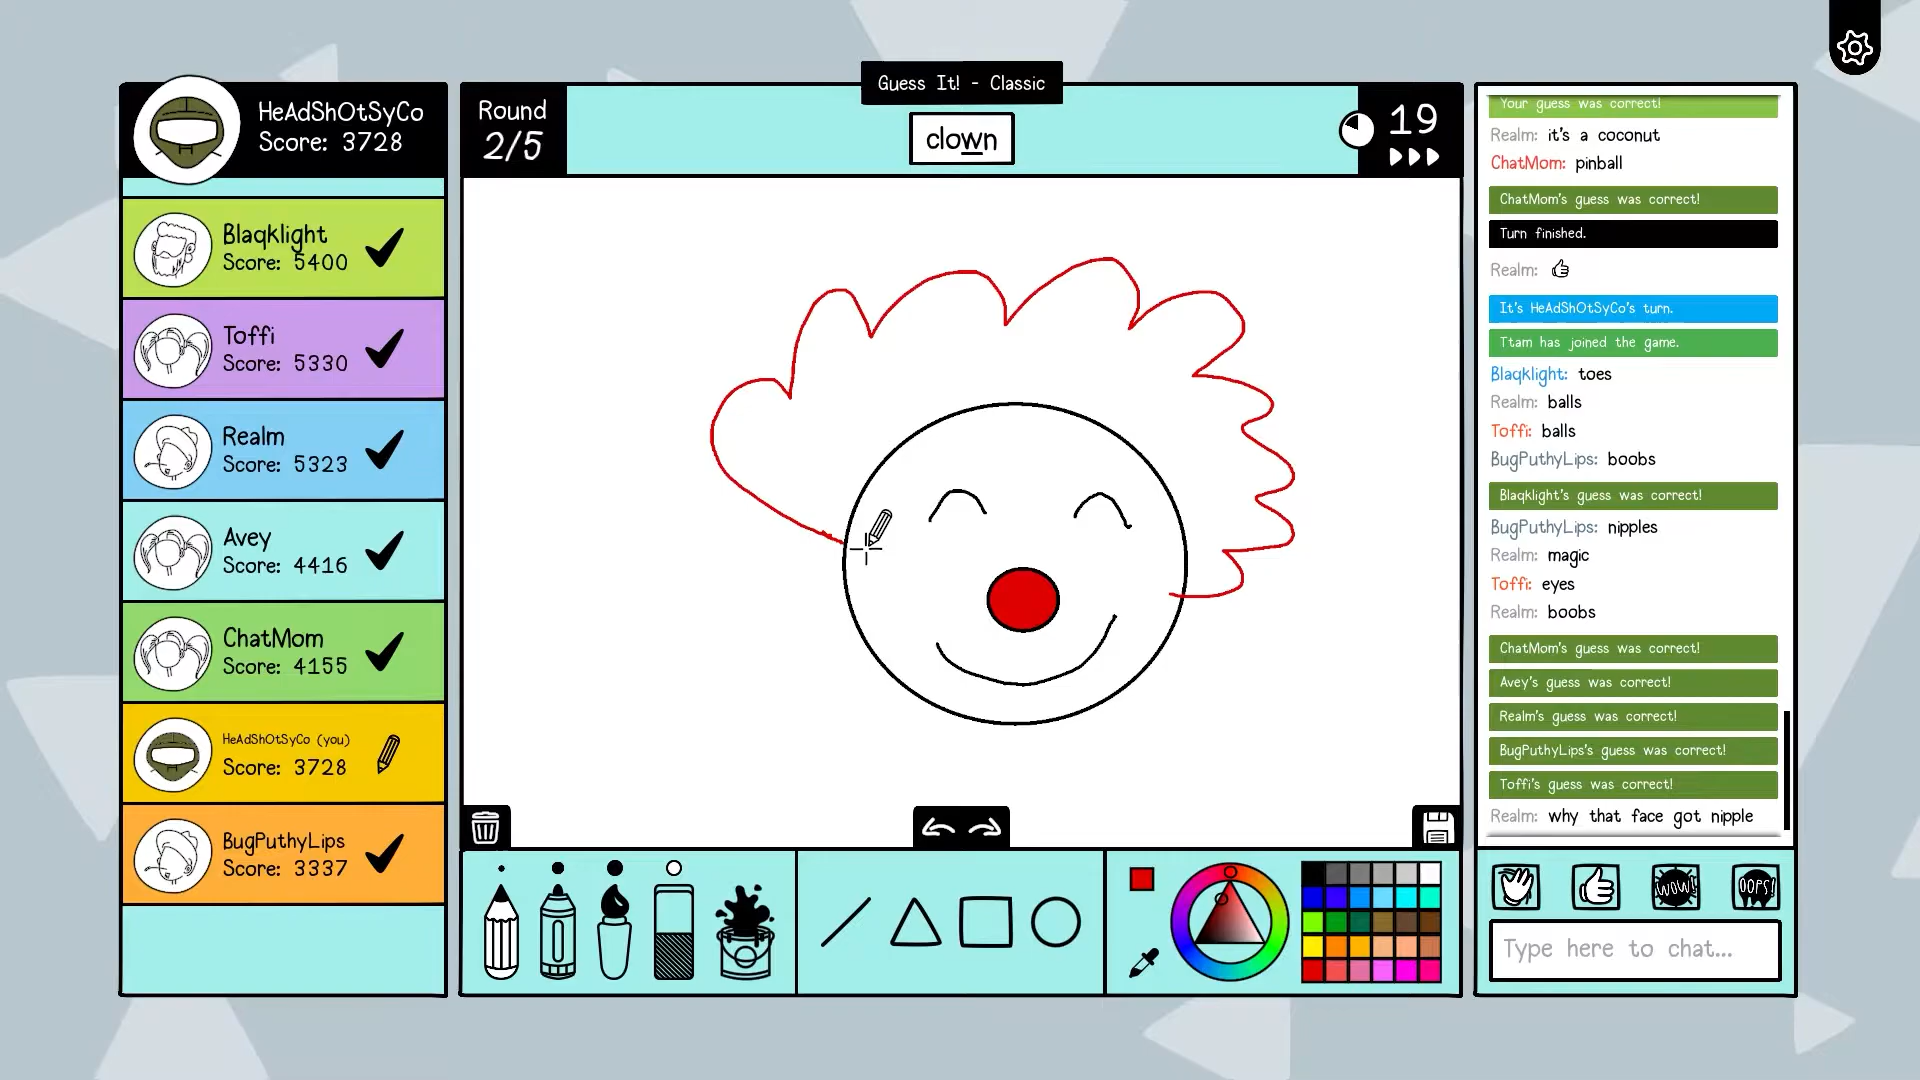 Guess It! - Classic
HeAdShOtSyCo
Score: 3728
Round
2/5
clown
19
Blaqklight
Score: 5400
Toffi
Score: 5330
Realm
Score: 5323
Avey
Score: 4416
ChatMom
Score: 4155
HeAdShOtSyCo (you)
Score: 3728
BugPuthyLips
Score: 3337
Your guess was correct!
Realm: it's a coconut
ChatMom: pinball
ChatMom's guess was correct!
Turn finished.
Realm:
It's HeAdShOtSyCo's turn.
Ttam has joined the game.
Blaqklight: toes
Realm: balls
Toffi: balls
BugPuthyLips: boobs
Blaqklight's guess was correct!
BugPuthyLips: nipples
Realm: magic
Toffi: eyes
Realm: boobs
ChatMom's guess was correct!
Avey's guess was correct!
Realm's guess was correct!
BugPuthyLips's guess was correct!
Toffi's guess was correct!
Realm: why that face got nipple
WOW!
OOPS!
Type here to chat...